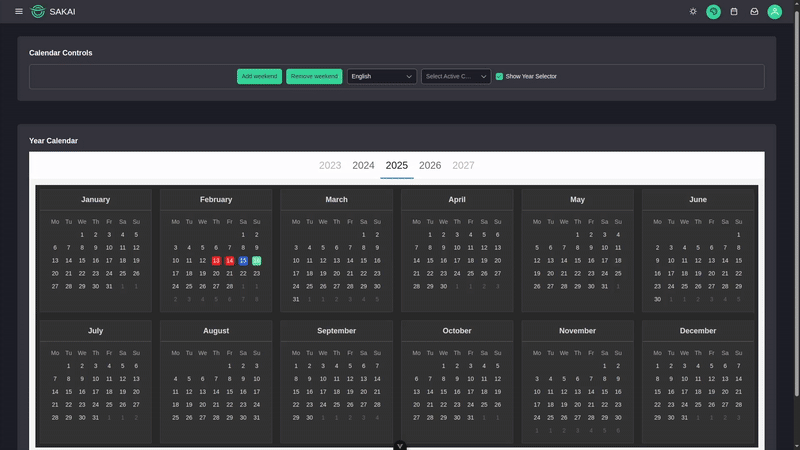 SAKAI
Calendar Controls
Add weekend
Remove weekend
English
Select Active C...
Show Year Selector
Year Calendar
2023 2024 2025 2026 2027
January
Mo Tu We Th Fr Sa Su
1 2 3 4 5
6 7 8 9 10 11 12
13 14 15 16 17 18 19
20 21 22 23 24 25 26
27 28 29 30 31 1 1
February
Mo Tu We Th Fr Sa Su
1 2
3 4 5 6 7 8 9
10 11 12 13 14 15 16
17 18 19 20 21 22 23
24 25 26 27 28 1 1
2 3 4 5 6 7 8
March
Mo Tu We Th Fr Sa Su
1 2
3 4 5 6 7 8 9
10 11 12 13 14 15 16
17 18 19 20 21 22 23
24 25 26 27 28 29 30
31 1 1 2 3 4 5
April
Mo Tu We Th Fr Sa Su
1 2 3 4 5 6
7 8 9 10 11 12 13
14 15 16 17 18 19 20
21 22 23 24 25 26 27
28 29 30 1 1 2 3
May
Mo Tu We Th Fr Sa Su
1 2 3 4
5 6 7 8 9 10 11
12 13 14 15 16 17 18
19 20 21 22 23 24 25
26 27 28 29 30 31 1
June
Mo Tu We Th Fr Sa Su
1
2 3 4 5 6 7 8
9 10 11 12 13 14 15
16 17 18 19 20 21 22
23 24 25 26 27 28 29
30 1 1 2 3 4 5
July
Mo Tu We Th Fr Sa Su
1 2 3 4 5 6
7 8 9 10 11 12 13
14 15 16 17 18 19 20
21 22 23 24 25 26 27
28 29 30 31 1 1 2
August
Mo Tu We Th Fr Sa Su
1 2 3
4 5 6 7 8 9 10
11 12 13 14 15 16 17
18 19 20 21 22 23 24
25 26 27 28 29 30 31
September
Mo Tu We Th Fr Sa Su
1 2 3 4 5 6 7
8 9 10 11 12 13 14
15 16 17 18 19 20 21
22 23 24 25 26 27 28
29 30 1 1 2 3 4
October
Mo Tu We Th Fr Sa Su
1 2 3 4 5
6 7 8 9 10 11 12
13 14 15 16 17 18 19
20 21 22 23 24 25 26
27 28 29 30 31 1 1
November
Mo Tu We Th Fr Sa Su
1 2
3 4 5 6 7 8 9
10 11 12 13 14 15 16
17 18 19 20 21 22 23
24 25 26 27 28 29 30
1 1 2 3 4 5 6
December
Mo Tu We Th Fr Sa Su
1 2 3 4 5 6 7
8 9 10 11 12 13 14
15 16 17 18 19 20 21
22 23 24 25 26 27 28
29 30 31 1 1 2 3